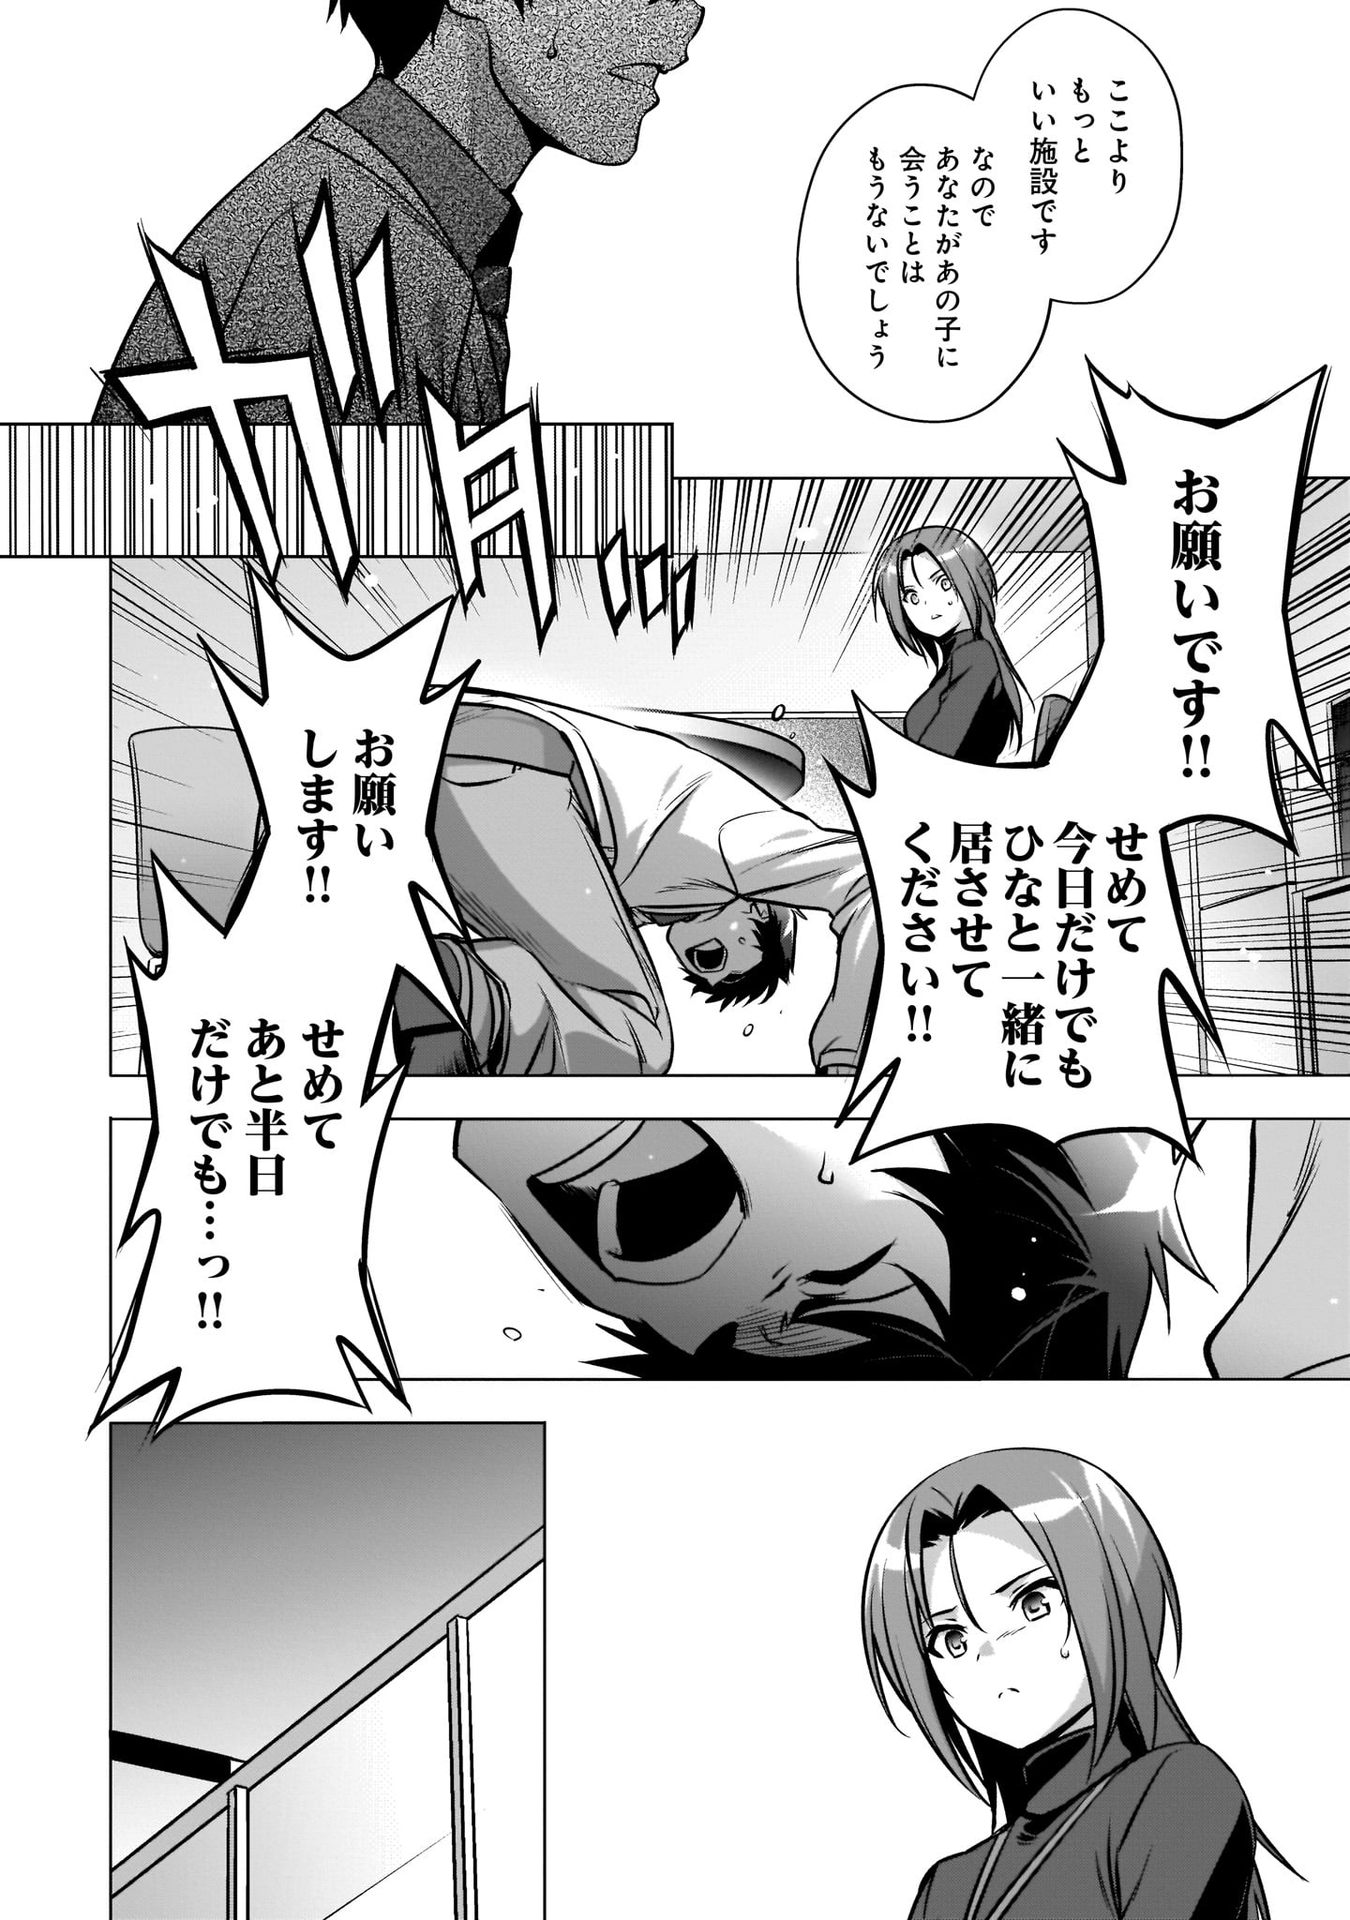 ここより
もっと
いい施設です
なので
あなたがあの子に
会うことは
もうないでしょう
ガバッ
お願いです!!
せめて
今日だけでも
ひなと一緒に
居させて
ください!!
お願い
します!!
せめて
あと半日
だけでも…っ!!